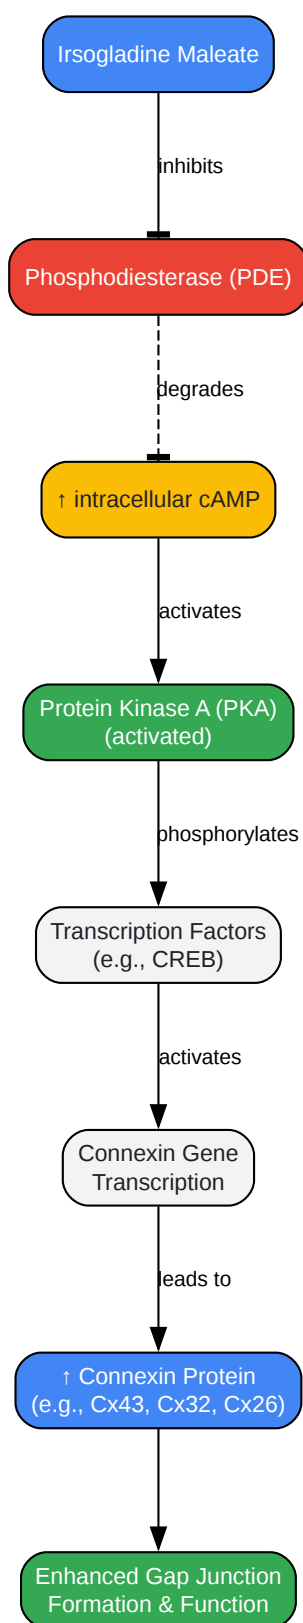 Irsogladine Maleate
inhibits
Phosphodiesterase (PDE)
degrades
↑ intracellular cAMP
activates
Protein Kinase A (PKA)
(activated)
phosphorylates
Transcription Factors
(e.g., CREB)
activates
Connexin Gene
Transcription
leads to
↑ Connexin Protein
(e.g., Cx43, Cx32, Cx26)
Enhanced Gap Junction
Formation & Function